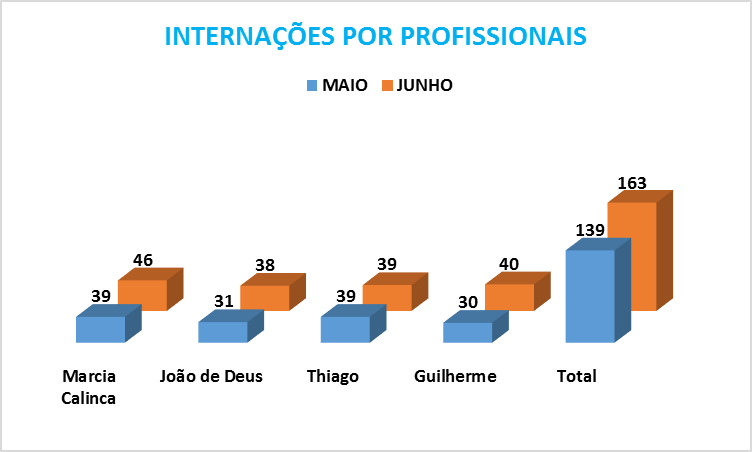 INTERNAÇÕES POR PROFISSIONAIS
MAIO JUNHO
163
139
46
38
39
40
39
31
39
30
Marcia Calinca
João de Deus
Thiago
Guilherme
Total